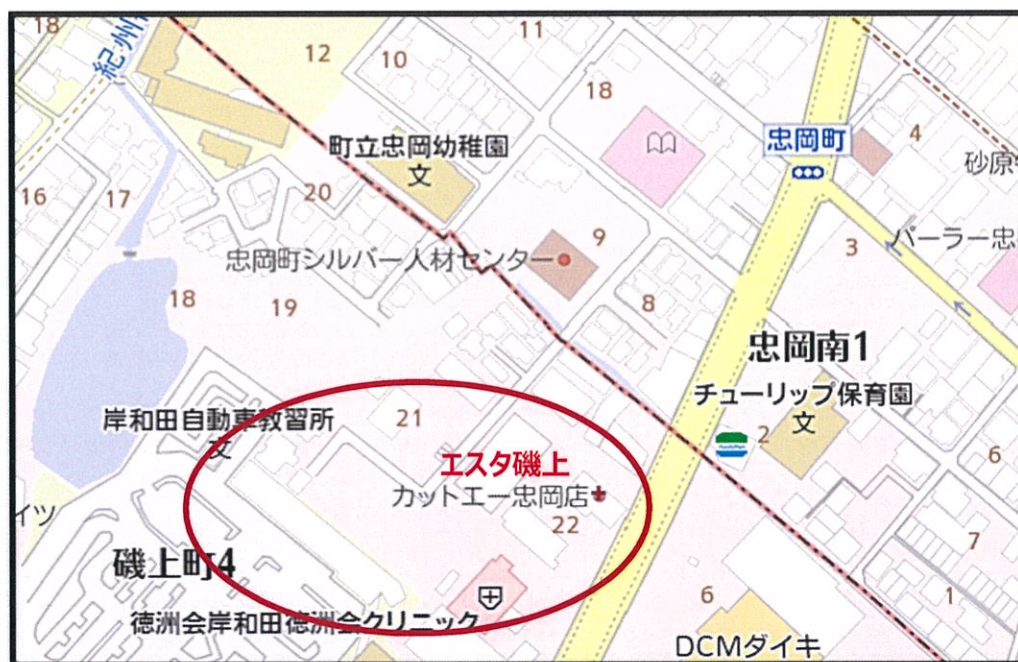 18
紀州
12
10
11
18
忠岡町
4
町立忠岡幼稚園
文
砂原
16
17
20
忠岡町シルバー人材センター
9
3
パーラー忠
18
19
8
忠岡南1
チューリップ保育園
文
岸和田自動車教習所
文
21
2
エスタ磯上
カットエー忠岡店
22
6
イツ
7
磯上町4
徳洲会岸和田徳洲会クリニック
6
1
DCMダイキ